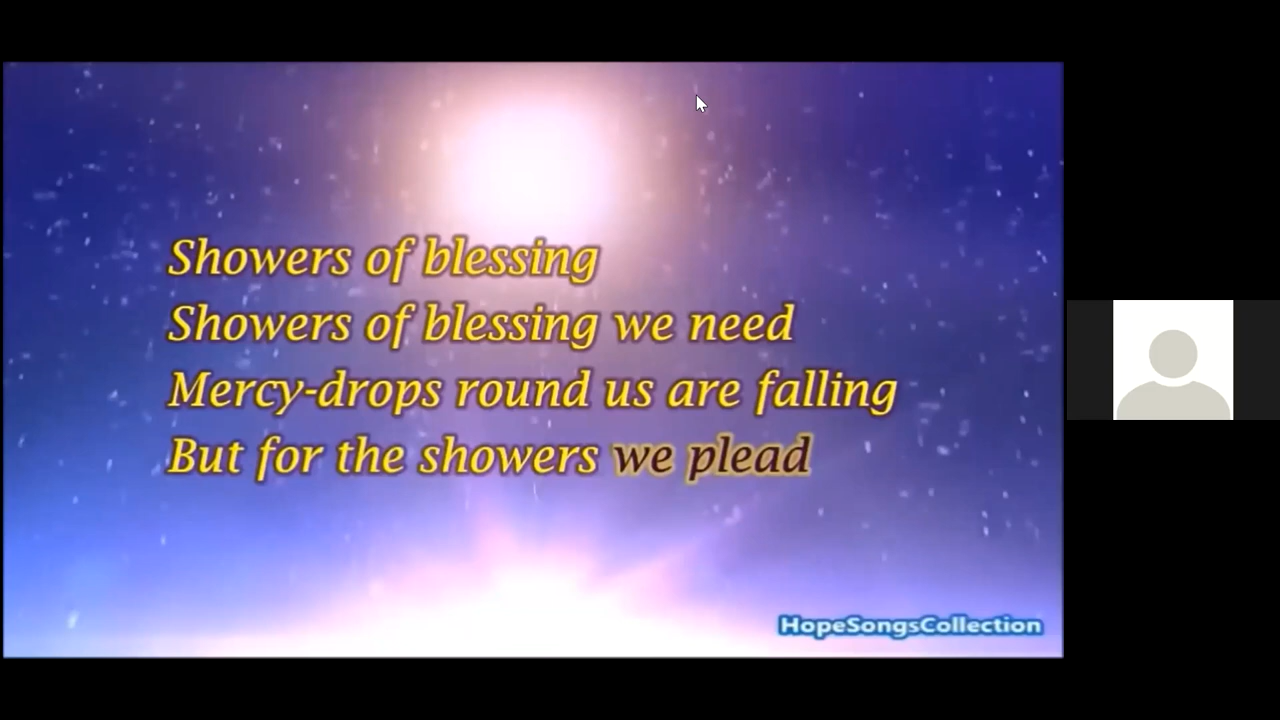 Showers of blessing
Showers of blessing we need
Mercy-drops round us are falling
But for the showers we plead
HopeSongsCollection